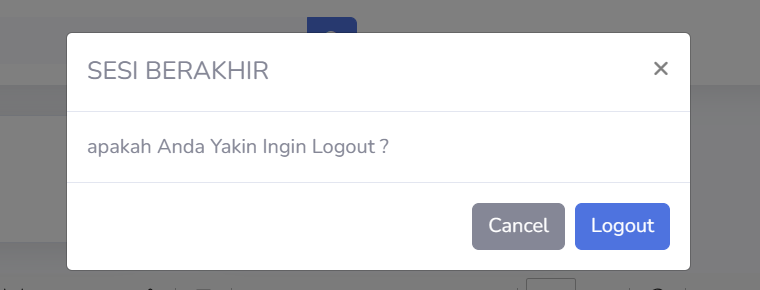 SESI BERAKHIR
×
apakah Anda Yakin Ingin Logout ?
Cancel
Logout